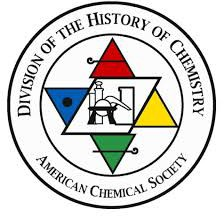 DIVISION OF THE HISTORY OF CHEMISTRY
AMERICAN CHEMICAL SOCIETY